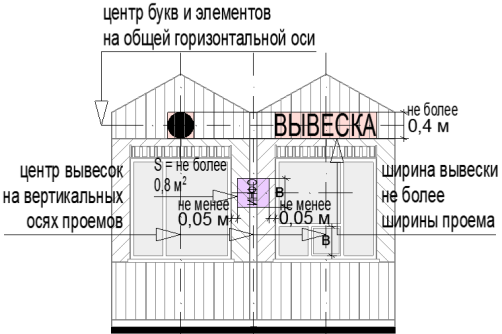 центр букв и элементов
на общей горизонтальной оси
не более
0,4 м
ВЫВЕСКА
центр вывесок
на вертикальных
осях проемов
S = не более
0,8 м²
ИНФО
В
не менее
0,05 м
не менее
0,05 м
В
ширина вывески
не более
ширины проема